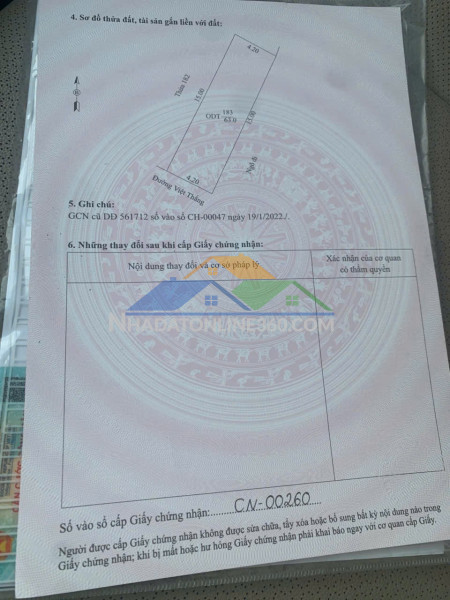 4. Sơ đồ thửa đất, tài sản gắn liền với đất:
4.20
Thửa 182
15.00
ODT 193
63.0
15.00
Ngõ đi
4.20
Đường Việt Thắng
5. Ghi chú:
GCN cũ DĐ 561712 số vào sổ CH-00047 ngày 19/1/2022./.
6. Những thay đổi sau khi cấp Giấy chứng nhận:
Nội dung thay đổi và cơ sở pháp lý
Xác nhận của cơ quan
có thẩm quyền
NHADATONLINE360.COM
Số vào sổ cấp Giấy chứng nhận: CN-00260
Người được cấp Giấy chứng nhận không được sửa chữa, tẩy xóa hoặc bổ sung bất kỳ nội dung nào trong
Giấy chứng nhận; khi bị mất hoặc hư hỏng Giấy chứng nhận phải khai báo ngay với cơ quan cấp Giấy.